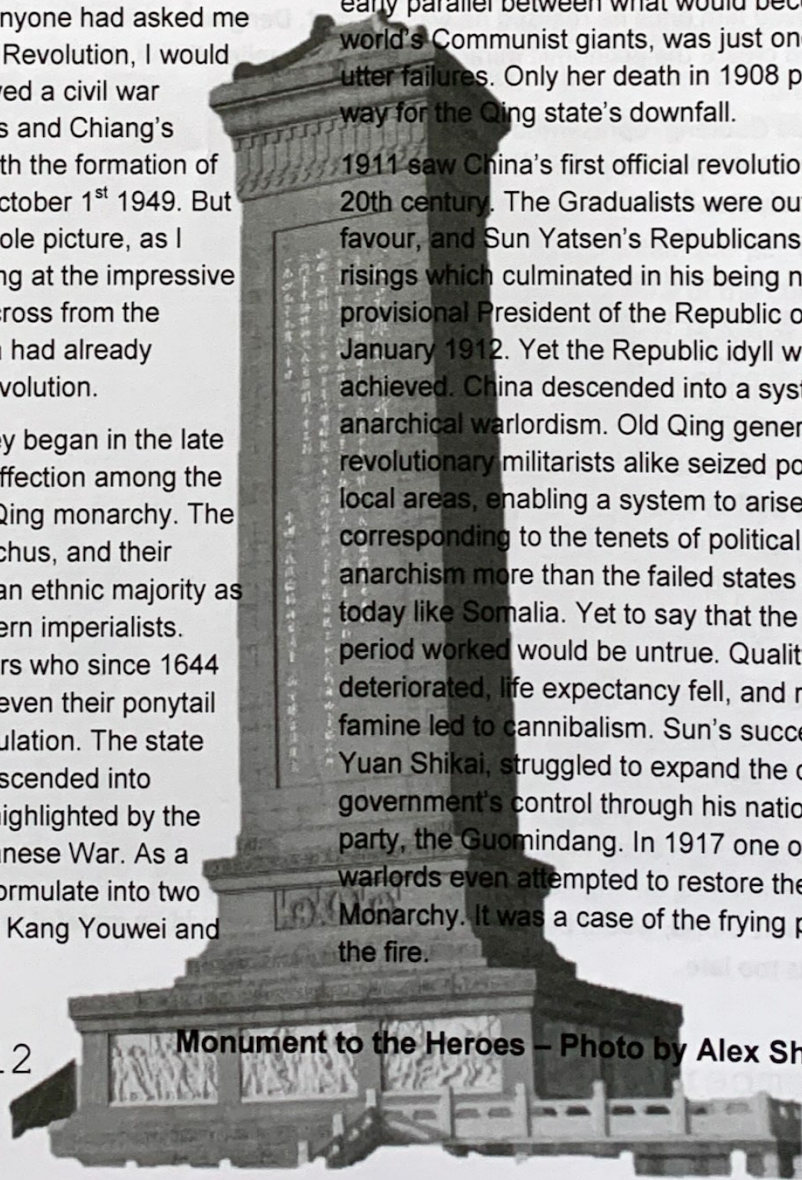 nyone had asked me
Revolution, I would
ved a civil war
s and Chiang's
th the formation of
ctober 1st 1949. But
ole picture, as I
ng at the impressive
cross from the
had already
volution.
ey began in the late
ffection among the
Qing monarchy. The
chus, and their
an ethnic majority as
ern imperialists.
rs who since 1644
even their ponytail
ulation. The state
scended into
highlighted by the
anese War. As a
ormulate into two
Kang Youwei and
early parallel between what would bec
world's Communist giants, was just on
utter failures. Only her death in 1908 p
way for the Qing state's downfall.
1911 saw China's first official revolutio
20th century. The Gradualists were ou
favour, and Sun Yatsen's Republicans
risings which culminated in his being n
provisional President of the Republic o
January 1912. Yet the Republic idyll w
achieved. China descended into a syst
anarchical warlordism. Old Qing gener
revolutionary militarists alike seized po
local areas, enabling a system to arise
corresponding to the tenets of political
anarchism more than the failed states
today like Somalia. Yet to say that the
period worked would be untrue. Qualit
deteriorated, life expectancy fell, and r
famine led to cannibalism. Sun's succe
Yuan Shikai, struggled to expand the c
government's control through his natio
party, the Guomindang. In 1917 one o
warlords even attempted to restore the
Monarchy. It was a case of the frying p
the fire.
Monument to the Heroes – Photo by Alex Sh
.2